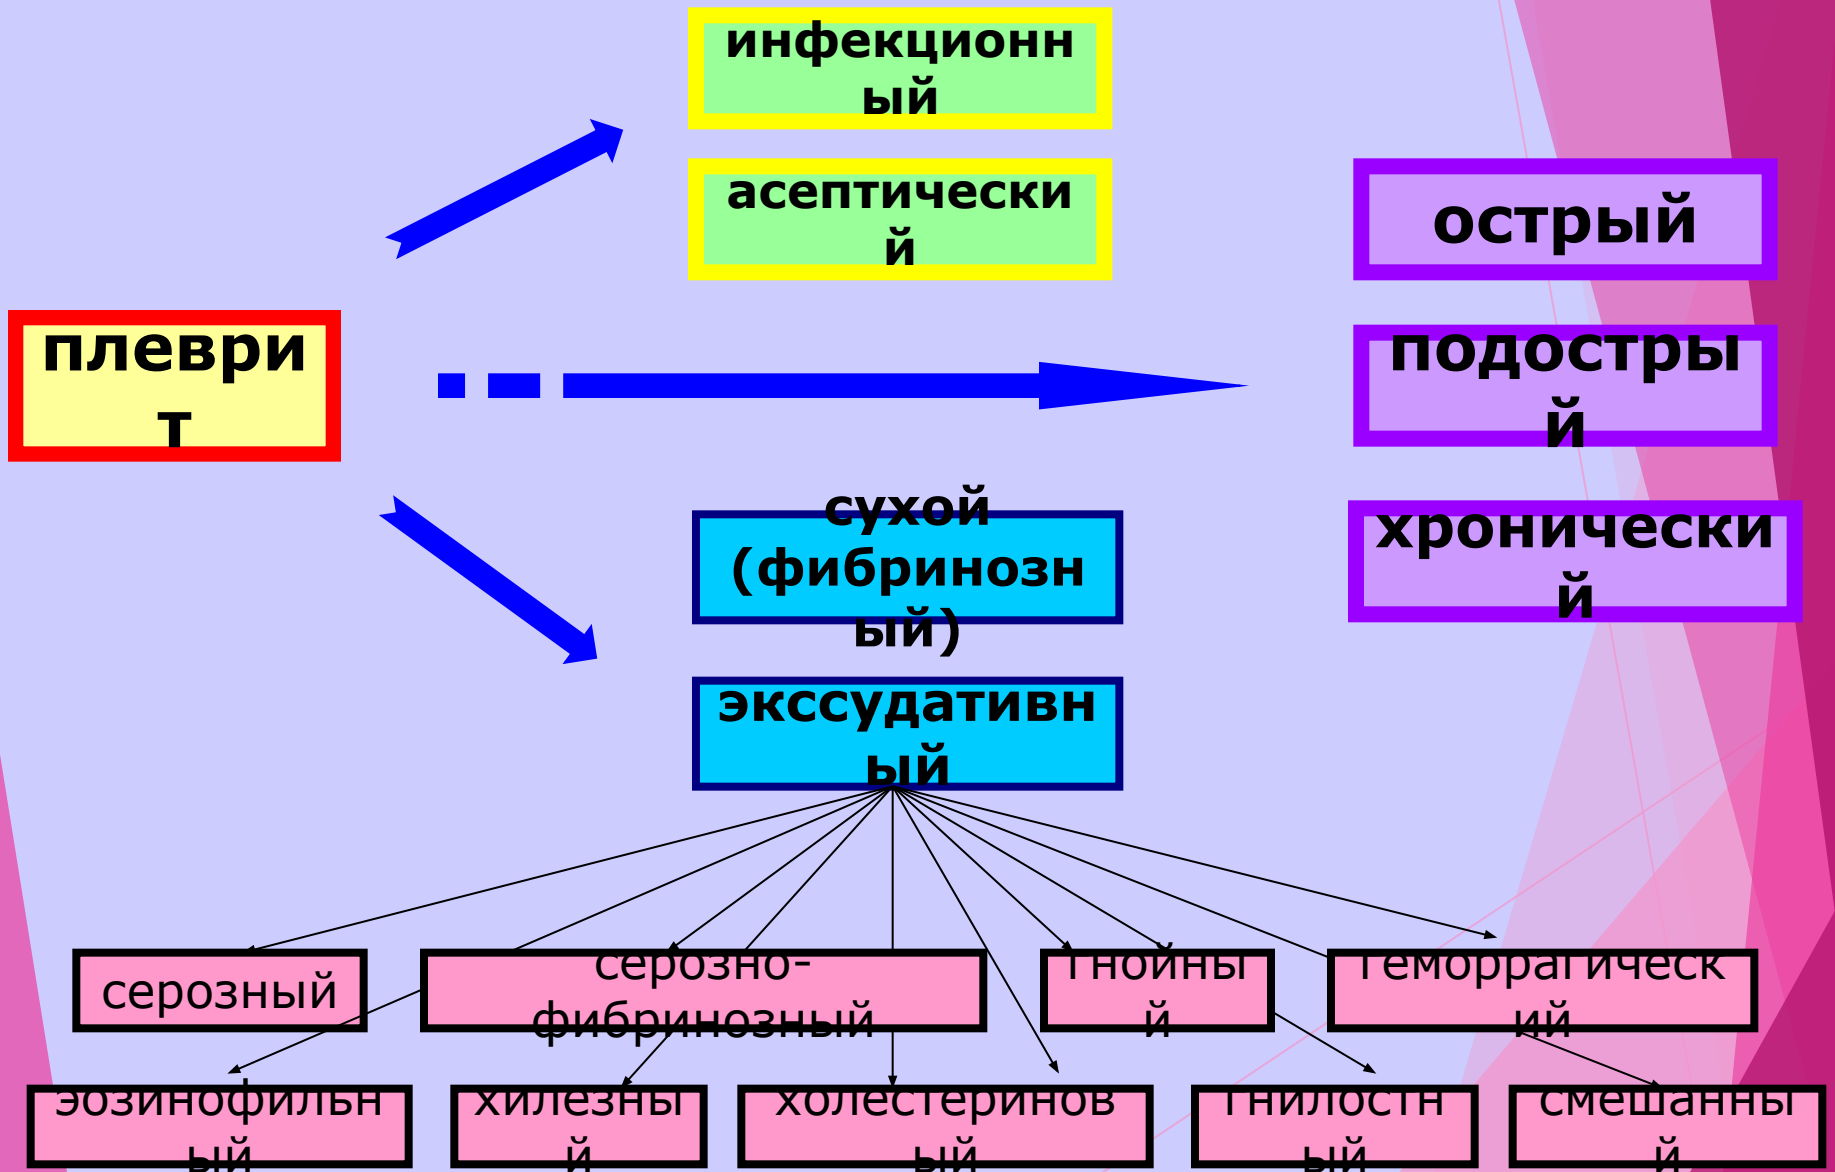 инфекционн
ый
асептически
й
острый
плеври
т
подостры
й
сухой
(фибринозн
ый)
хронически
й
экссудативн
ый
серозный
серозно-
фибринозный
гнойны
й
геморрагическ
ий
эозинофильн
ый
хилезны
й
холестеринов
ый
гнилостн
ый
смешанны
й